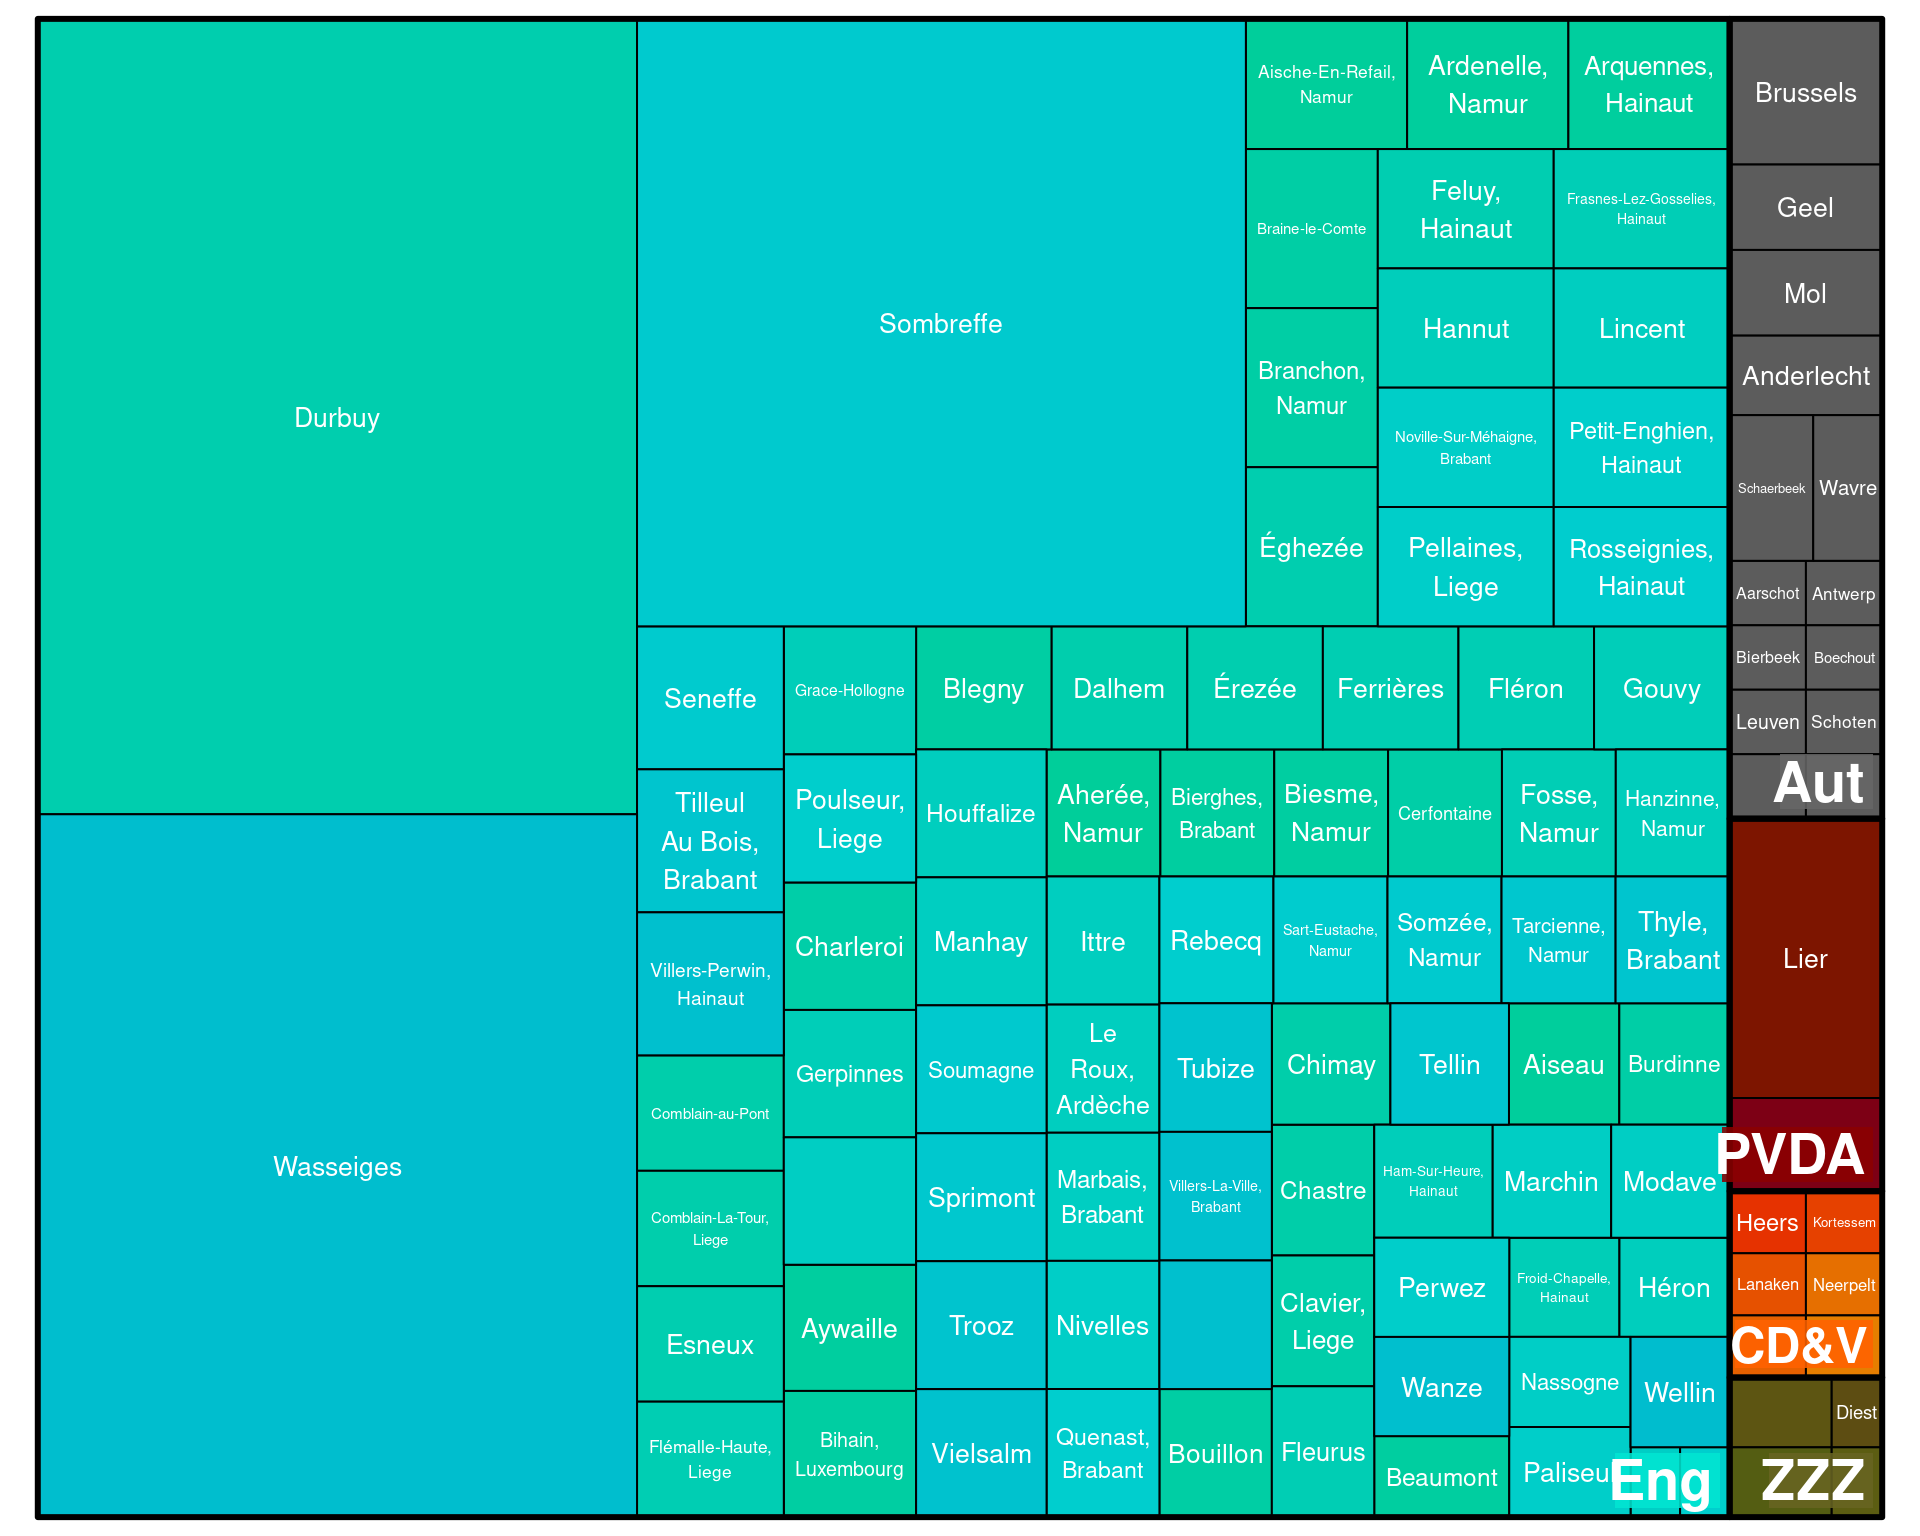 Durbuy
Wasseiges
Sombreffe
Aische-En-Refail,
Namur
Ardenelle,
Namur
Arquennes,
Hainaut
Braine-le-Comte
Branchon,
Namur
Éghezée
Feluy,
Hainaut
Frasnes-Lez-Gosselies,
Hainaut
Hannut
Lincent
Noville-Sur-Méhaigne,
Brabant
Petit-Enghien,
Hainaut
Pellaines,
Liege
Rosseignies,
Hainaut
Seneffe
Tilleul
Au Bois,
Brabant
Villers-Perwin,
Hainaut
Comblain-au-Pont
Comblain-La-Tour,
Liege
Esneux
Flémalle-Haute,
Liege
Grace-Hollogne
Poulseur,
Liege
Charleroi
Gerpinnes
Aywaille
Bihain,
Luxembourg
Blegny
Dalhem
Érezée
Ferrières
Fléron
Gouvy
Houffalize
Manhay
Soumagne
Sprimont
Trooz
Vielsalm
Aherée,
Namur
Bierghes,
Brabant
Biesme,
Namur
Cerfontaine
Fosse,
Namur
Hanzinne,
Namur
Ittre
Rebecq
Sart-Eustache,
Namur
Somzée,
Namur
Tarcienne,
Namur
Thyle,
Brabant
Le
Roux,
Ardèche
Marbais,
Brabant
Nivelles
Quenast,
Brabant
Tubize
Villers-La-Ville,
Brabant
Bouillon
Chimay
Tellin
Aiseau
Burdinne
Chastre
Clavier,
Liege
Fleurus
Ham-Sur-Heure,
Hainaut
Marchin
Modave
Perwez
Froid-Chapelle,
Hainaut
Héron
Wanze
Nassogne
Wellin
Beaumont
Paliseul
Eng
Brussels
Geel
Mol
Anderlecht
Schaerbeek
Wavre
Aarschot
Antwerp
Bierbeek
Boechout
Leuven
Schoten
Aut
Lier
PVDA
Heers
Kortessem
Lanaken
Neerpelt
CD&V
Diest
ZZZ